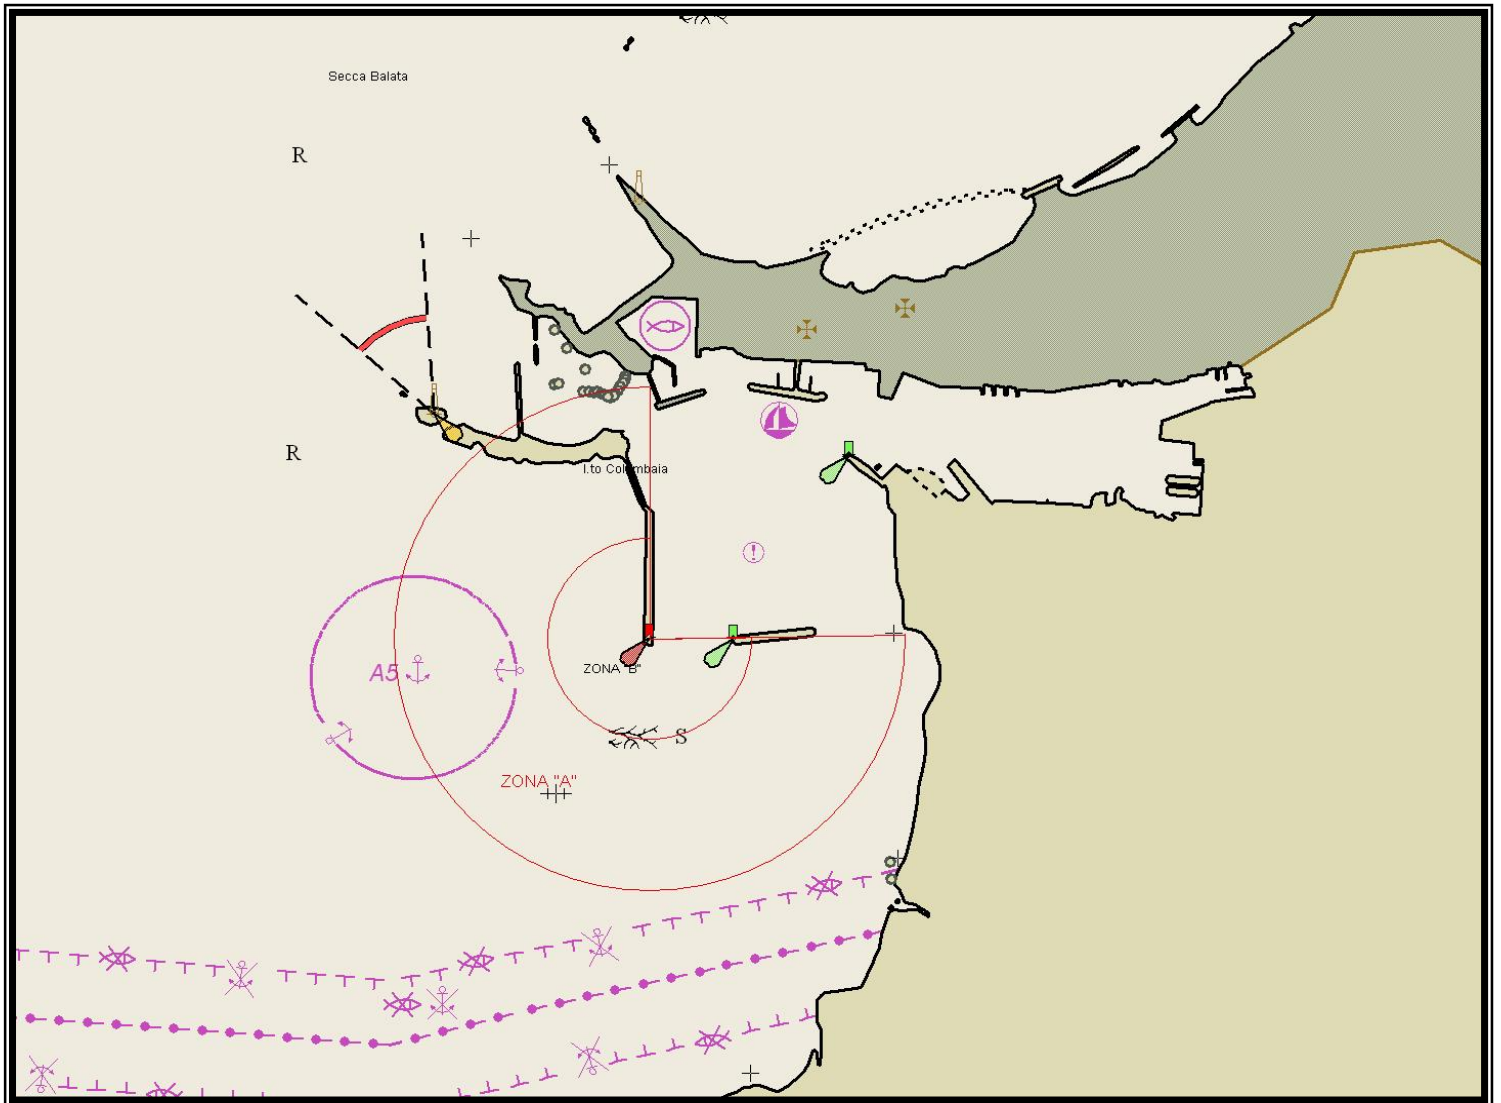 Secca Balata
R
R
I.to Colombaia
A5
ZONA "B"
S
ZONA "A"